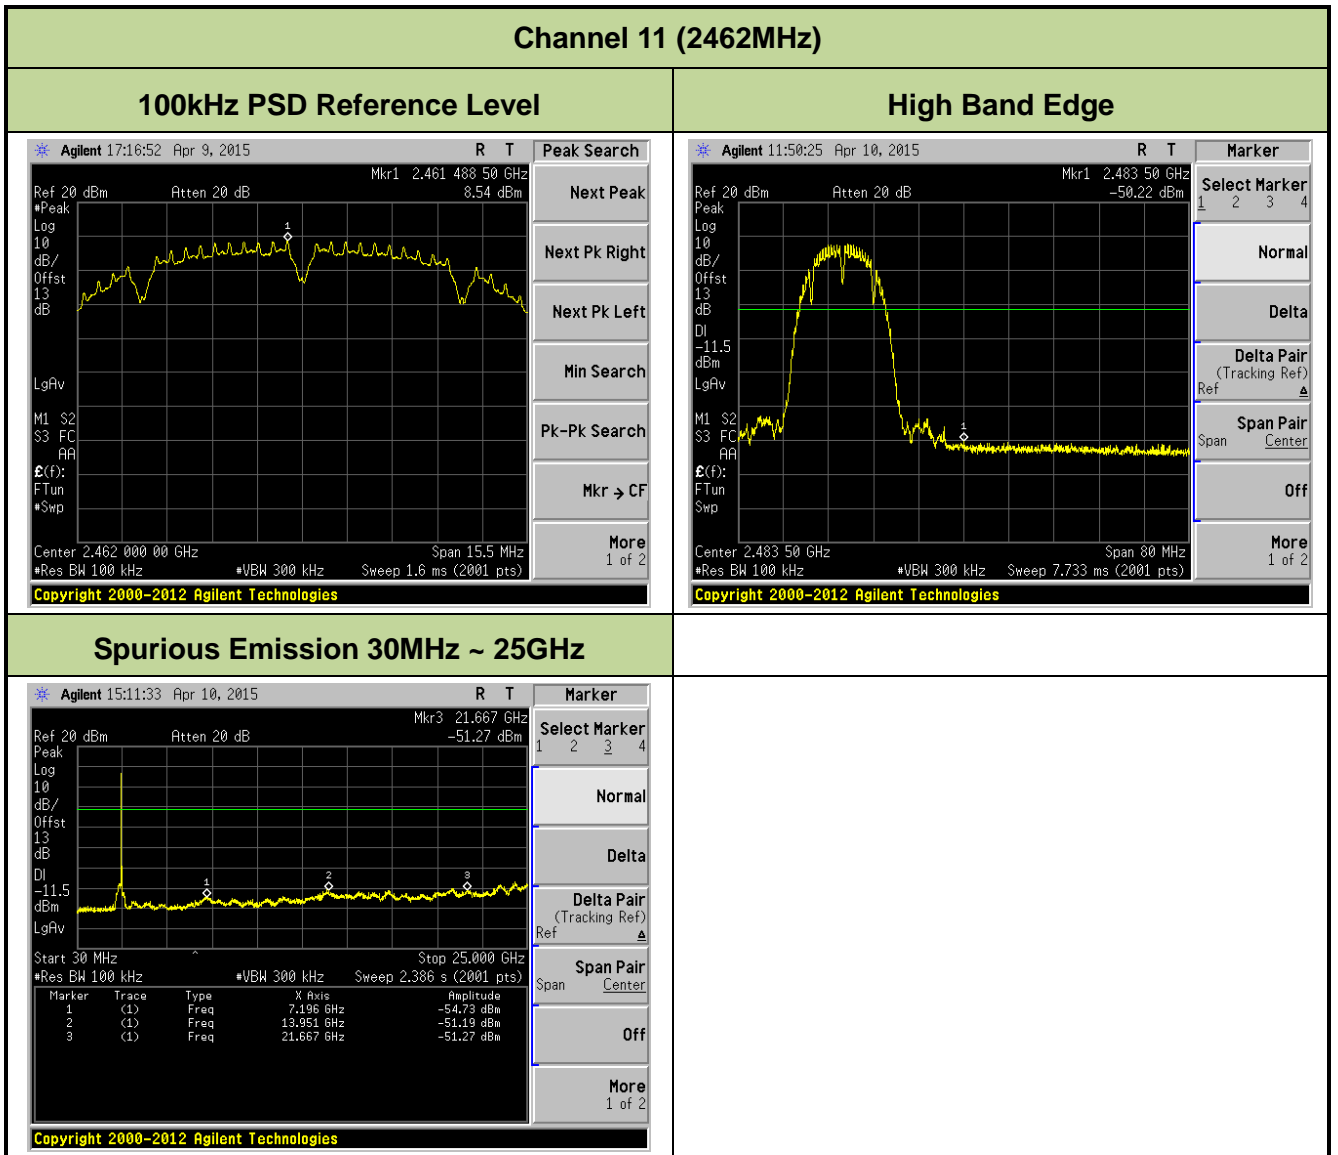 Channel 11 (2462MHz)
100kHz PSD Reference Level
High Band Edge
Agilent 17:16:52 Apr 9, 2015 R T
Peak Search
Mkr1 2.461 488 50 GHz
Ref 20 dBm Atten 20 dB 8.54 dBm
#Peak
Log
10
dB/
Offst
13
dB
LgAv
M1 S2
S3 FC
AA
£(f):
FTun
#Swp
1
Center 2.462 000 00 GHz Span 15.5 MHz
#Res BW 100 kHz #VBW 300 kHz Sweep 1.6 ms (2001 pts)
Copyright 2000-2012 Agilent Technologies
Next Peak
Next Pk Right
Next Pk Left
Min Search
Pk-Pk Search
Mkr → CF
More
1 of 2
Agilent 11:50:25 Apr 10, 2015 R T
Marker
Mkr1 2.483 50 GHz
Ref 20 dBm Atten 20 dB -50.22 dBm
Peak
Log
10
dB/
Offst
13
dB
DI
-11.5
dBm
LgAv
M1 S2
S3 FC
AA
£(f):
FTun
Swp
1
Center 2.483 50 GHz Span 80 MHz
#Res BW 100 kHz #VBW 300 kHz Sweep 7.733 ms (2001 pts)
Copyright 2000-2012 Agilent Technologies
Select Marker
1 2 3 4
Normal
Delta
Delta Pair
(Tracking Ref)
Ref Δ
Span Pair
Span Center
Off
More
1 of 2
Spurious Emission 30MHz ~ 25GHz
Agilent 15:11:33 Apr 10, 2015 R T
Marker
Mkr3 21.667 GHz
Ref 20 dBm Atten 20 dB -51.27 dBm
Peak
Log
10
dB/
Offst
13
dB
DI
-11.5
dBm
LgAv
1
2
3
Start 30 MHz ^ Stop 25.000 GHz
#Res BW 100 kHz #VBW 300 kHz Sweep 2.386 s (2001 pts)
Marker Trace Type X Axis Amplitude
1 (1) Freq 7.196 GHz -54.73 dBm
2 (1) Freq 13.951 GHz -51.19 dBm
3 (1) Freq 21.667 GHz -51.27 dBm
Copyright 2000-2012 Agilent Technologies
Select Marker
1 2 3 4
Normal
Delta
Delta Pair
(Tracking Ref)
Ref Δ
Span Pair
Span Center
Off
More
1 of 2